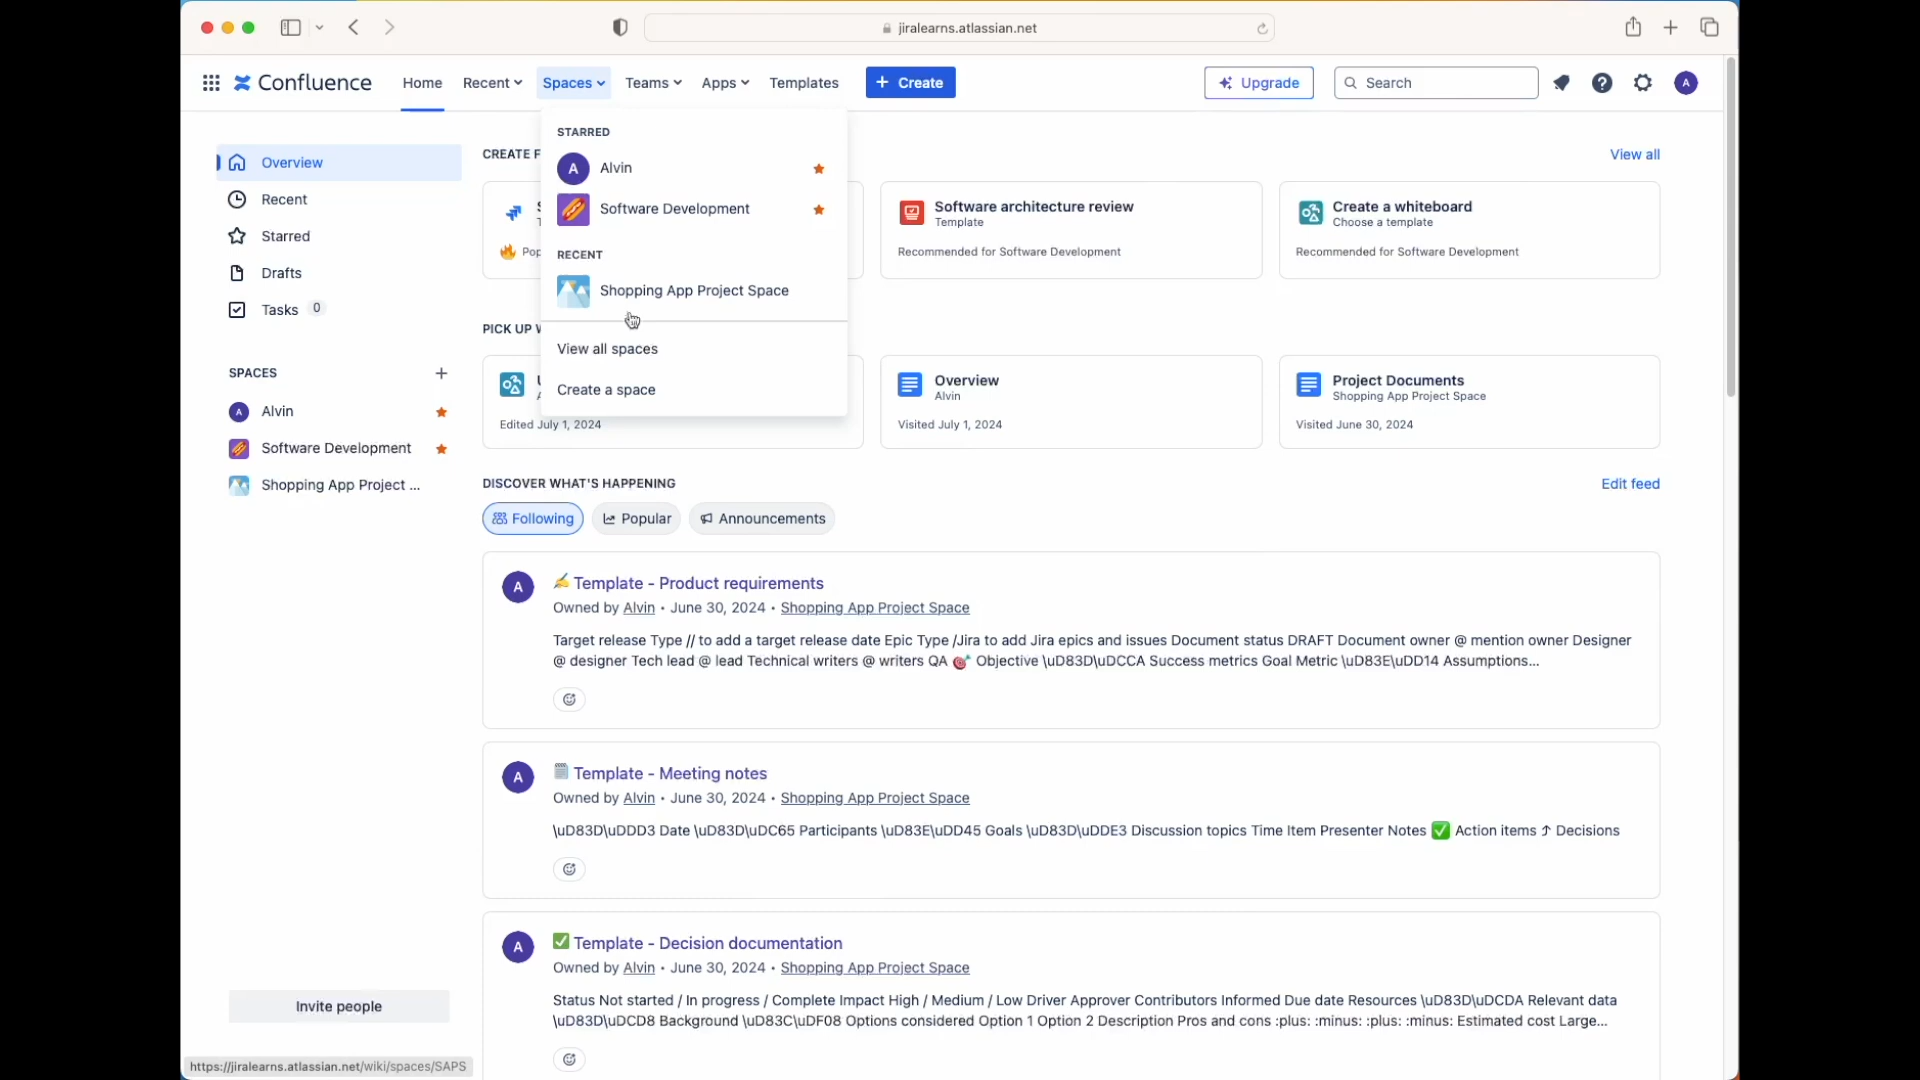 jiralearns.atlassian.net
Confluence
Home
Recent
Spaces
Teams
Apps
Templates
+ Create
Upgrade
Search
A
Overview
Recent
Starred
Drafts
Tasks 0
SPACES
A Alvin
Software Development
Shopping App Project ...
Invite people
STARRED
A Alvin
Software Development
RECENT
Shopping App Project Space
View all spaces
Create a space
CREATE F
View all
S
T
Pop
Software architecture review
Template
Recommended for Software Development
Create a whiteboard
Choose a template
Recommended for Software Development
PICK UP W
Edited July 1, 2024
Overview
Alvin
Visited July 1, 2024
Project Documents
Shopping App Project Space
Visited June 30, 2024
DISCOVER WHAT'S HAPPENING
Edit feed
Following
Popular
Announcements
A
Template - Product requirements
Owned by Alvin • June 30, 2024 • Shopping App Project Space
Target release Type // to add a target release date Epic Type /Jira to add Jira epics and issues Document status DRAFT Document owner @ mention owner Designer
@ designer Tech lead @ lead Technical writers @ writers QA 🎯 Objective \uD83D\uDCCA Success metrics Goal Metric \uD83E\uDD14 Assumptions...
A
Template - Meeting notes
Owned by Alvin • June 30, 2024 • Shopping App Project Space
\uD83D\uDDD3 Date \uD83D\uDC65 Participants \uD83E\uDD45 Goals \uD83D\uDDE3 Discussion topics Time Item Presenter Notes ✅ Action items ⤴ Decisions
A
Template - Decision documentation
Owned by Alvin • June 30, 2024 • Shopping App Project Space
Status Not started / In progress / Complete Impact High / Medium / Low Driver Approver Contributors Informed Due date Resources \uD83D\uDCDA Relevant data
\uD83D\uDCD8 Background \uD83C\uDF08 Options considered Option 1 Option 2 Description Pros and cons :plus: :minus: :plus: :minus: Estimated cost Large...
https://jiralearns.atlassian.net/wiki/spaces/SAPS